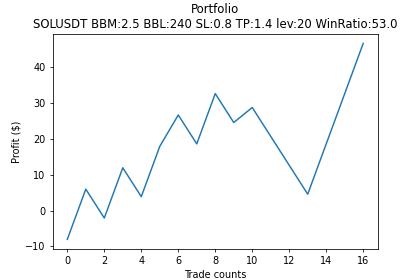 Portfolio
SOLUSDT BBM:2.5 BBL:240 SL:0.8 TP:1.4 lev:20 WinRatio:53.0
Profit ($)
40
30
20
10
0
−10
0 2 4 6 8 10 12 14 16
Trade counts